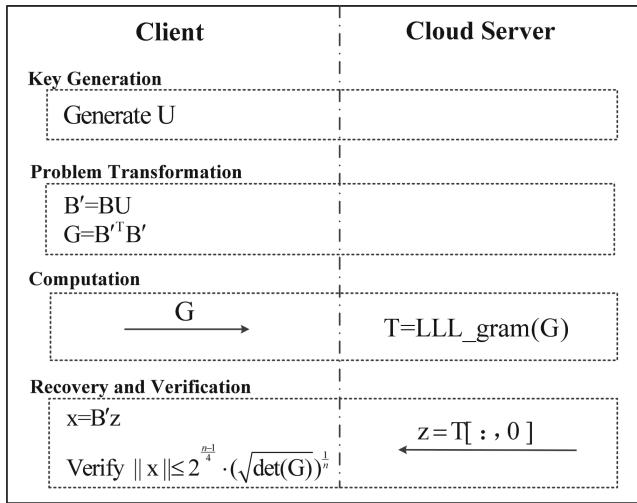 Client Cloud Server
Key Generation
Generate U
Problem Transformation
B′=BU
G=B′ᵀB′
Computation
G
T=LLL_gram(G)
Recovery and Verification
x=B′z
z=T[ : , 0 ]
Verify || x ||≤ 2^((n-1)/4) · (√det(G))^(1/n)